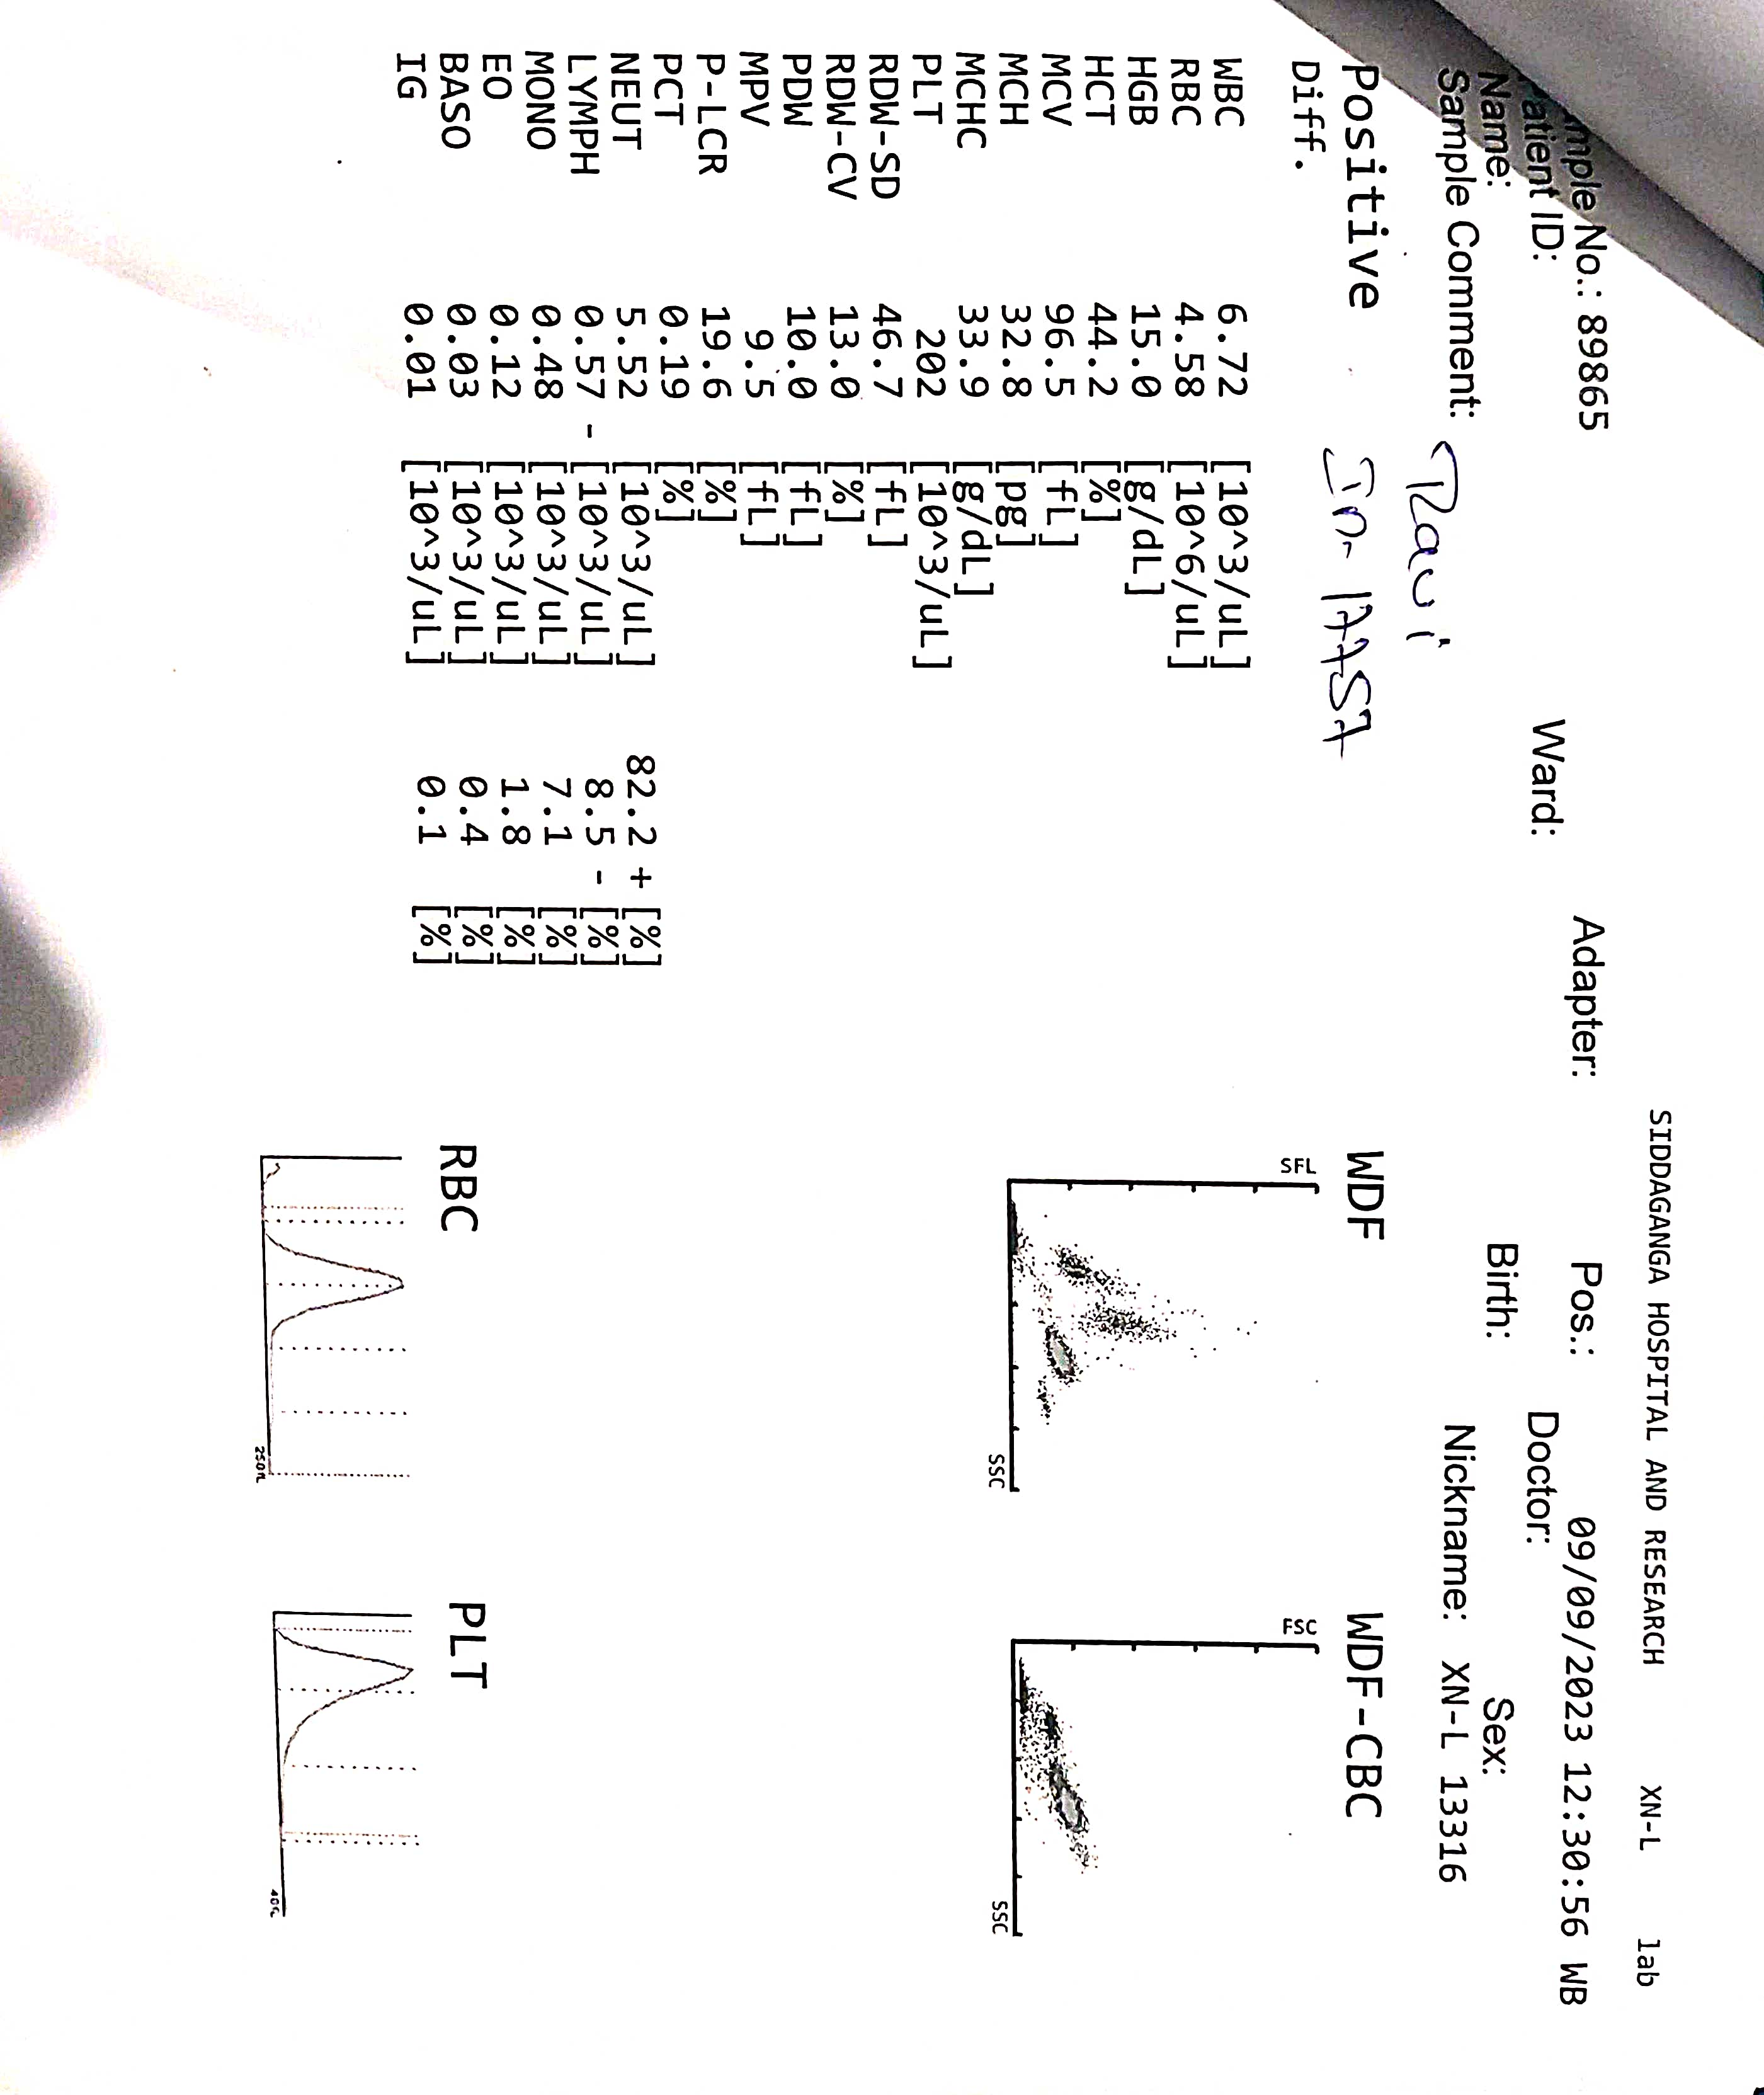 SIDDAGANGA HOSPITAL AND RESEARCH XN-L lab
mple No.: 89865 Adapter: Pos.: 09/09/2023 12:30:56 WB
atient ID: Ward: Doctor:
Name: Birth: Sex:
Sample Comment: Nickname: XN-L 13316
Ravi
Positive
Diff.
WDF WDF-CBC
SFL FSC
SSC SSC
WBC 6.72 [10^3/uL]
RBC 4.58 [10^6/uL]
HGB 15.0 [g/dL]
HCT 44.2 [%]
MCV 96.5 [fL]
MCH 32.8 [pg]
MCHC 33.9 [g/dL]
PLT 202 [10^3/uL]
RDW-SD 46.7 [fL]
RDW-CV 13.0 [%]
PDW 10.0 [fL]
MPV 9.5 [fL]
P-LCR 19.6 [%]
PCT 0.19 [%]
NEUT 5.52 [10^3/uL] 82.2 + [%]
LYMPH 0.57 - [10^3/uL] 8.5 - [%]
MONO 0.48 [10^3/uL] 7.1 [%]
EO 0.12 [10^3/uL] 1.8 [%]
BASO 0.03 [10^3/uL] 0.4 [%]
IG 0.01 [10^3/uL] 0.1 [%]
RBC PLT
250fL